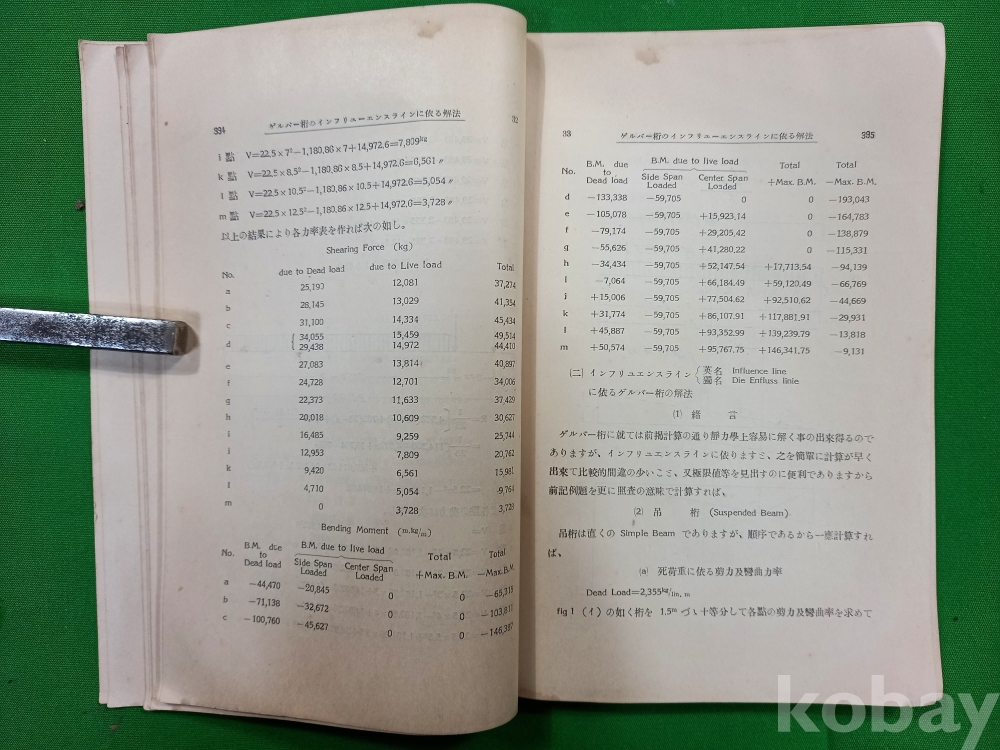 334 ゲルバー桁のインフリユーエンスラインに依る解法 32
i 點 V=22.5×7²−1,180,86×7+14,972.6=7,809kg
k 點 V=22.5×8.5²−1,180,86×8.5+14,972.6=6,561 〃
l 點 V=22.5×10.5²−1,180,86×10.5+14,972.6=5,054 〃
m 點 V=22.5×12.5²−1,180,86×12.5+14,972.6=3,728 〃
以上の結果により各力率表を作れば次の如し。
Shearing Force (kg)
No. due to Dead load due to Live load Total
a 25,190 12,081 37,274
b 28,145 13,029 41,354
c 31,100 14,334 45,434
34,055 15,459 49,514
d 29,438 14,972 44,410
e 27,083 13,814 40,897
f 24,728 12,701 34,006
g 22,373 11,633 37,429
h 20,018 10,609 30,627
i 16,485 9,259 25,744
j 12,953 7,809 20,762
k 9,420 6,561 15,981
l 4,710 5,054 9,764
m 0 3,728 3,728
Bending Moment (m.kg/m)
No. B.M. due to Dead load B.M. due to live load Total Total
Side Span Loaded Center Span Loaded +Max. B.M. −Max. B.M.
a −44,470 −20,845 0 0 −65,315
b −71,138 −32,672 0 0 −103,811
c −100,760 −45,627 0 0 −146,387
33 ゲルバー桁のインフリユーエンスラインに依る解法 335
No. B.M. due to Dead load B.M. due to live load Total Total
Side Span Loaded Center Span Loaded +Max. B.M. −Max. B.M.
d −133,338 −59,705 0 0 −193,043
e −105,078 −59,705 +15,923,14 0 −164,783
f −79,174 −59,705 +29,205,42 0 −138,879
g −55,626 −59,705 +41,280,22 0 −115,331
h −34,434 −59,705 +52,147,54 +17,713,54 −94,139
I −7,064 −59,705 +66,184,49 +59,120,49 −66,769
j +15,006 −59,705 +77,504,62 +92,510,62 −44,669
k +31,774 −59,705 +86,107,91 +117,881,91 −29,931
l +45,887 −59,705 +93,352,99 +139,239,79 −13,818
m +50,574 −59,705 +95,767,75 +146,341,75 −9,131
(二) インフリユエンスライン 英名 Influence line
獨名 Die Enfluss linie
に依るゲルバー桁の解法
(1) 緒 言
ゲルバー桁に就ては前揭計算の通り靜力學上容易に解く事の出來得るので
ありますが、インフリユエンスラインに依りますと、之を簡單に計算が早く
出來て比較的間違の少いこと、又極限値等を見出すのに便利でありますから
前記例題を更に照査の意味で計算すれば、
(2) 吊 桁 (Suspended Beam)
吊桁は直くの Simple Beam でありますが、順序であるから一應計算すれ
ば、
(a) 死荷重に依る剪力及彎曲力率
Dead Load=2,355kg/lin. m
fig 1 (イ) の如く桁を 1.5m づゝ十等分して各點の剪力及彎曲率を求めて
kobay